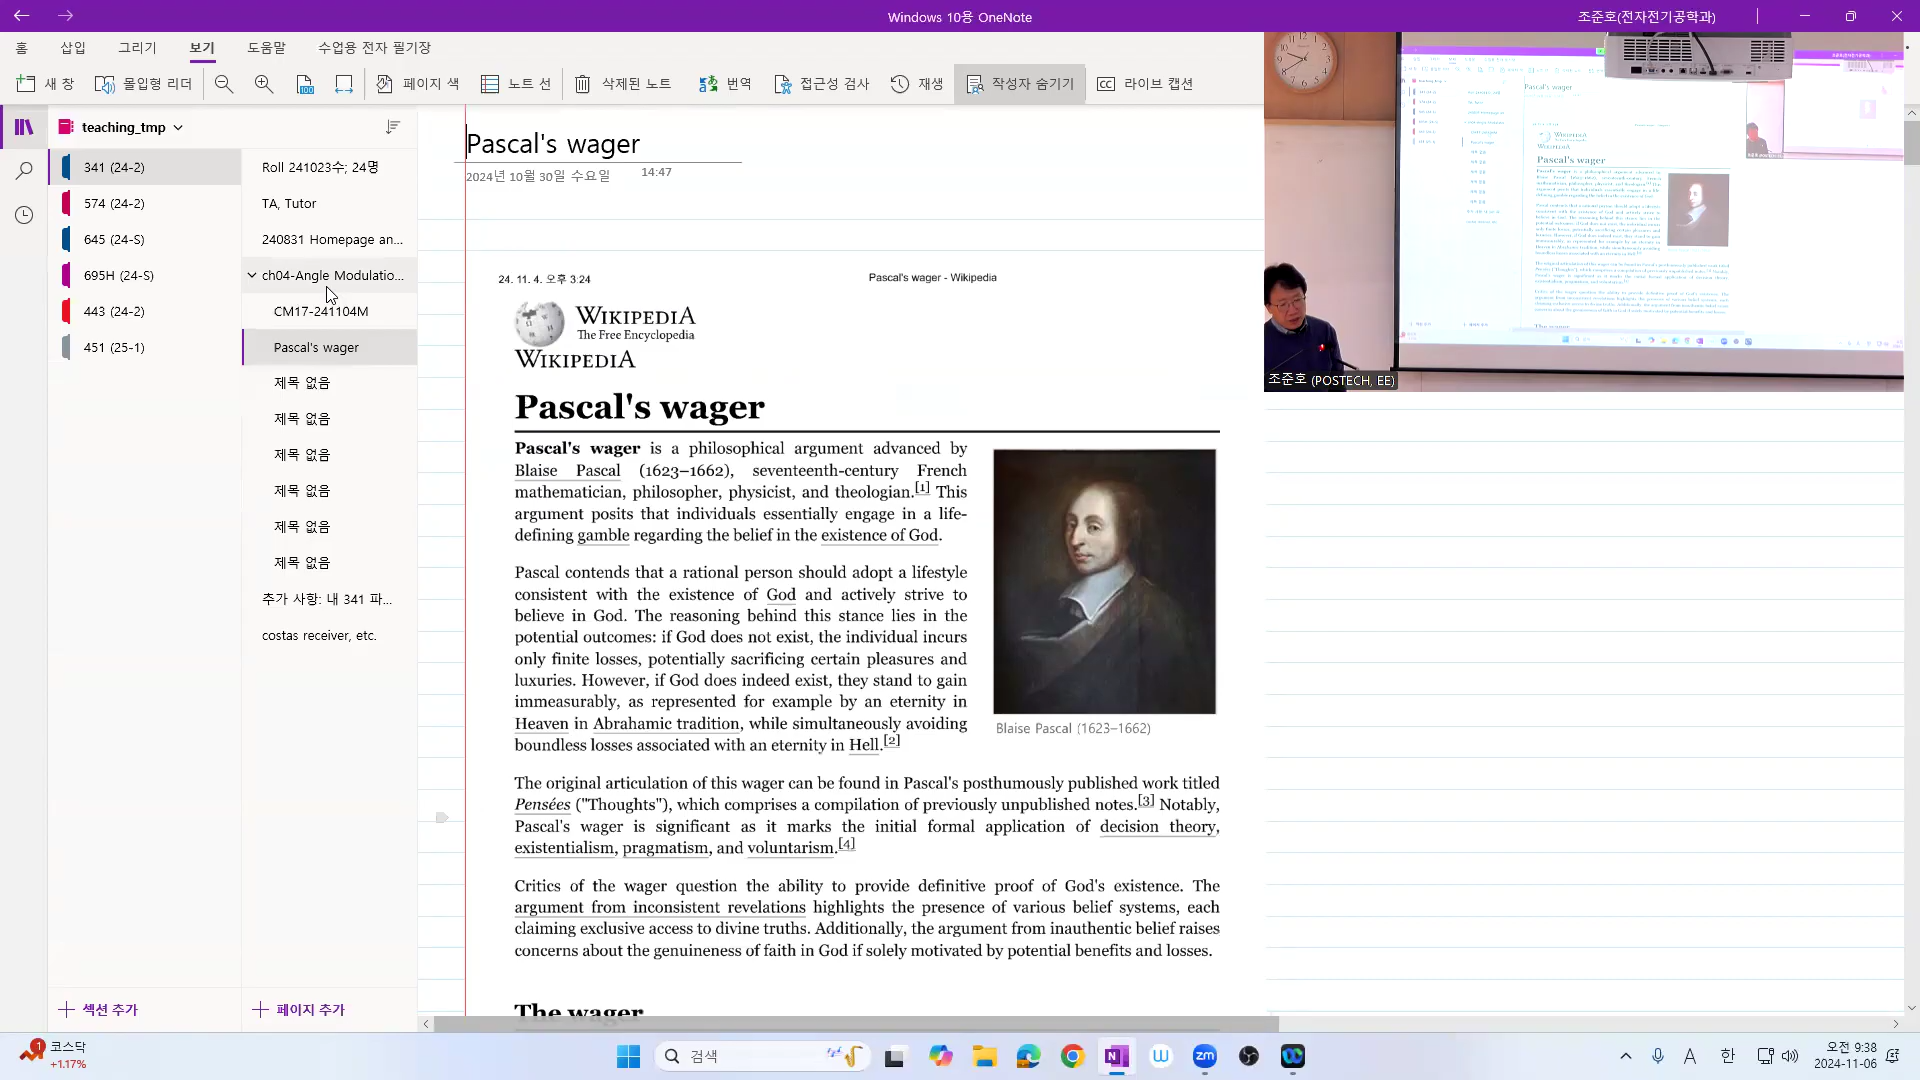 Windows 10용 OneNote
조준호(전자전기공학과)
홈 삽입 그리기 보기 도움말 수업용 전자 필기장
새 창 몰입형 리더 페이지 색 노트 선 삭제된 노트 번역 접근성 검사 재생 작성자 숨기기 라이브 캡션
teaching_tmp
341 (24-2)
574 (24-2)
645 (24-S)
695H (24-S)
443 (24-2)
451 (25-1)
섹션 추가
Roll 241023수; 24명
TA, Tutor
240831 Homepage an...
ch04-Angle Modulatio...
CM17-241104M
Pascal's wager
제목 없음
제목 없음
제목 없음
제목 없음
제목 없음
제목 없음
추가 사항: 내 341 파...
costas receiver, etc.
페이지 추가
Pascal's wager
2024년 10월 30일 수요일 14:47
24. 11. 4. 오후 3:24 Pascal's wager - Wikipedia
WIKIPEDIA
The Free Encyclopedia
WIKIPEDIA
Pascal's wager
Pascal's wager is a philosophical argument advanced by
Blaise Pascal (1623–1662), seventeenth-century French
mathematician, philosopher, physicist, and theologian.[1] This
argument posits that individuals essentially engage in a life-
defining gamble regarding the belief in the existence of God.
Pascal contends that a rational person should adopt a lifestyle
consistent with the existence of God and actively strive to
believe in God. The reasoning behind this stance lies in the
potential outcomes: if God does not exist, the individual incurs
only finite losses, potentially sacrificing certain pleasures and
luxuries. However, if God does indeed exist, they stand to gain
immeasurably, as represented for example by an eternity in
Heaven in Abrahamic tradition, while simultaneously avoiding
boundless losses associated with an eternity in Hell.[2]
Blaise Pascal (1623–1662)
The original articulation of this wager can be found in Pascal's posthumously published work titled
Pensées ("Thoughts"), which comprises a compilation of previously unpublished notes.[3] Notably,
Pascal's wager is significant as it marks the initial formal application of decision theory,
existentialism, pragmatism, and voluntarism.[4]
Critics of the wager question the ability to provide definitive proof of God's existence. The
argument from inconsistent revelations highlights the presence of various belief systems, each
claiming exclusive access to divine truths. Additionally, the argument from inauthentic belief raises
concerns about the genuineness of faith in God if solely motivated by potential benefits and losses.
The wager
조준호 (POSTECH, EE)
Pascal's wager
WIKIPEDIA
Pascal's wager
코스닥
+1.17%
검색
A 한
오전 9:38
2024-11-06